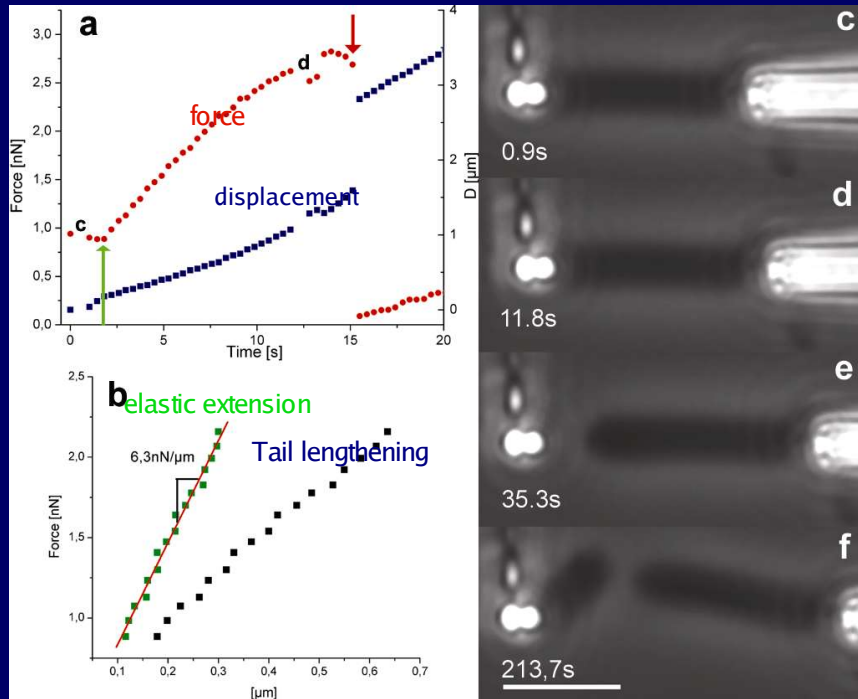 a
3,0
2,5
2,0
1,5
1,0
0,5
0,0
Force [nN]
c
d
force
displacement
4
3
2
1
0
D [µm]
0 5 10 15 20
Time [s]
b
elastic extension
Tail lengthening
6,3nN/µm
2,5
2,0
1,5
1,0
Force [nN]
0,1 0,2 0,3 0,4 0,5 0,6 0,7
[µm]
c
0.9s
d
11.8s
e
35.3s
f
213,7s